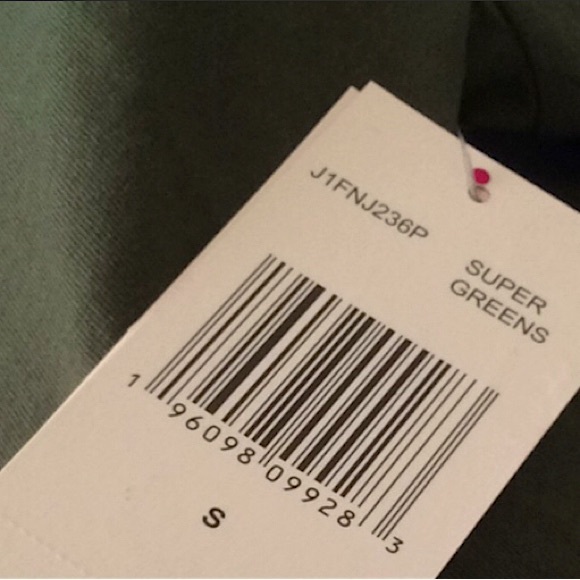 J1FNJ236P
SUPER
GREENS
1 96098 09928 3
S